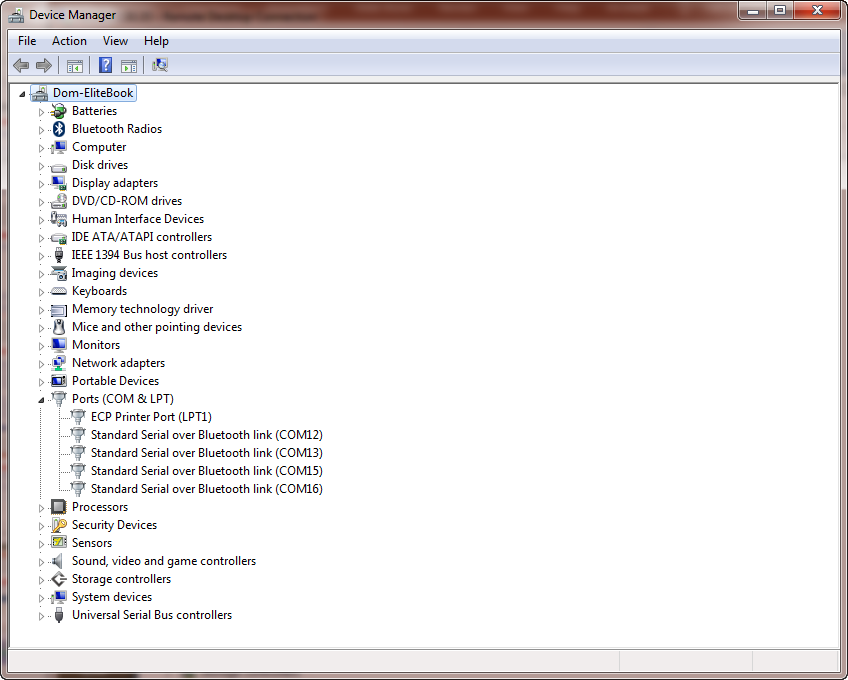 Device Manager
File Action View Help
Dom-EliteBook
Batteries
Bluetooth Radios
Computer
Disk drives
Display adapters
DVD/CD-ROM drives
Human Interface Devices
IDE ATA/ATAPI controllers
IEEE 1394 Bus host controllers
Imaging devices
Keyboards
Memory technology driver
Mice and other pointing devices
Monitors
Network adapters
Portable Devices
Ports (COM & LPT)
ECP Printer Port (LPT1)
Standard Serial over Bluetooth link (COM12)
Standard Serial over Bluetooth link (COM13)
Standard Serial over Bluetooth link (COM15)
Standard Serial over Bluetooth link (COM16)
Processors
Security Devices
Sensors
Sound, video and game controllers
Storage controllers
System devices
Universal Serial Bus controllers